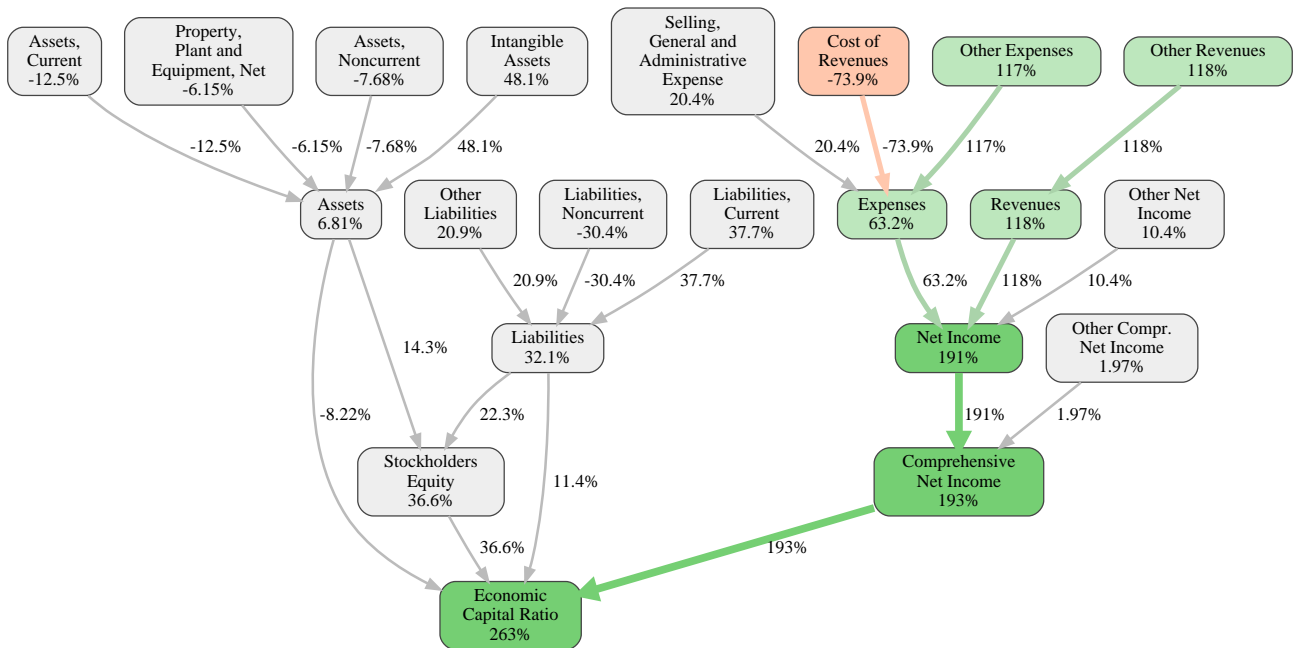 Assets,
Current
-12.5%
Property,
Plant and
Equipment, Net
-6.15%
Assets,
Noncurrent
-7.68%
Intangible
Assets
48.1%
Selling,
General and
Administrative
Expense
20.4%
Cost of
Revenues
-73.9%
Other Expenses
117%
Other Revenues
118%
-12.5%
-6.15%
-7.68%
48.1%
20.4%
-73.9%
117%
118%
Assets
6.81%
Other
Liabilities
20.9%
Liabilities,
Noncurrent
-30.4%
Liabilities,
Current
37.7%
Expenses
63.2%
Revenues
118%
Other Net
Income
10.4%
20.9%
-30.4%
37.7%
63.2%
118%
10.4%
Liabilities
32.1%
Net Income
191%
Other Compr.
Net Income
1.97%
14.3%
-8.22%
22.3%
191%
1.97%
Stockholders
Equity
36.6%
11.4%
Comprehensive
Net Income
193%
36.6%
193%
Economic
Capital Ratio
263%